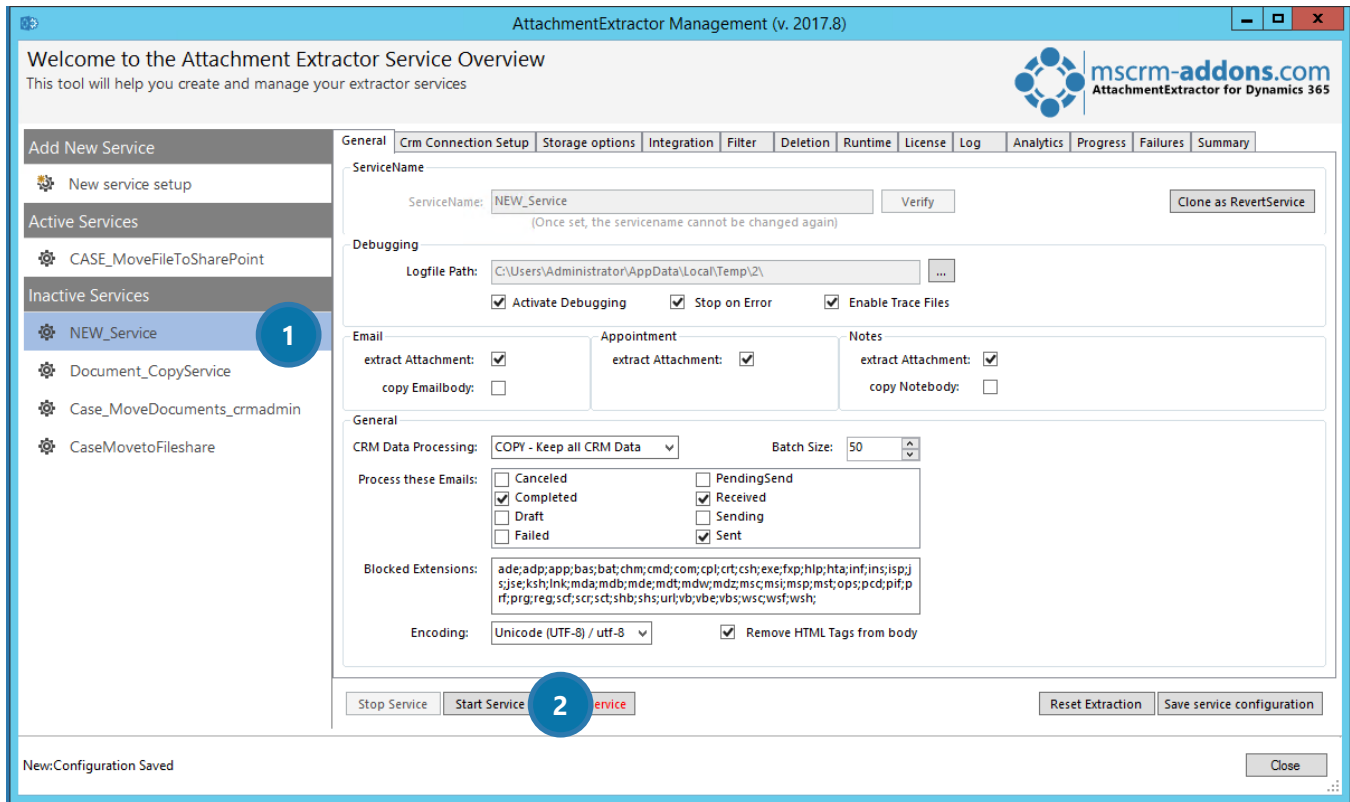 AttachmentExtractor Management (v. 2017.8)
Welcome to the Attachment Extractor Service Overview
This tool will help you create and manage your extractor services
mscrm-addons.com
AttachmentExtractor for Dynamics 365
Add New Service
New service setup
Active Services
CASE_MoveFileToSharePoint
Inactive Services
NEW_Service
1
Document_CopyService
Case_MoveDocuments_crmadmin
CaseMovetoFileshare
General Crm Connection Setup Storage options Integration Filter Deletion Runtime License Log Analytics Progress Failures Summary
ServiceName
ServiceName: NEW_Service Verify Clone as RevertService
(Once set, the servicename cannot be changed again)
Debugging
Logfile Path: C:\Users\Administrator\AppData\Local\Temp\2\ ...
Activate Debugging Stop on Error Enable Trace Files
Email Appointment Notes
extract Attachment: extract Attachment: extract Attachment:
copy Emailbody: copy Notebody:
General
CRM Data Processing: COPY - Keep all CRM Data Batch Size: 50
Process these Emails: Canceled PendingSend
Completed Received
Draft Sending
Failed Sent
Blocked Extensions: ade;adp;app;bas;bat;chm;cmd;com;cpl;crt;csh;exe;fxp;hlp;hta;inf;ins;isp;j
s;jse;ksh;lnk;mda;mdb;mde;mdt;mdw;mdz;msc;msi;msp;mst;ops;pcd;pif;p
rf;prg;reg;scf;scr;sct;shb;shs;url;vb;vbe;vbs;wsc;wsf;wsh;
Encoding: Unicode (UTF-8) / utf-8 Remove HTML Tags from body
Stop Service Start Service 2 ervice Reset Extraction Save service configuration
New:Configuration Saved Close